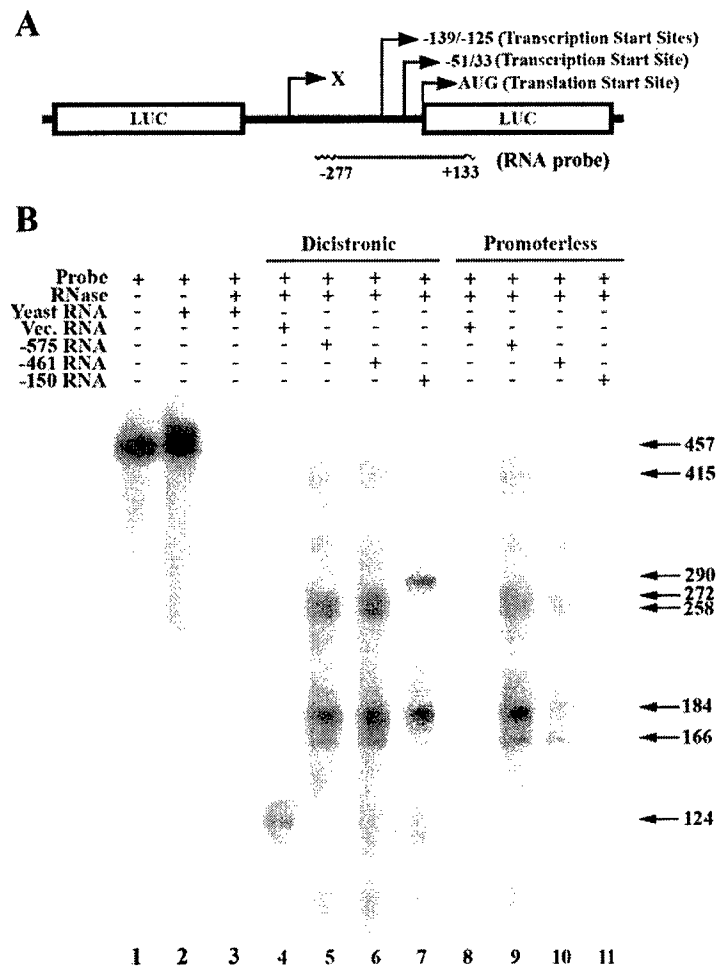 A
-139/-125 (Transcription Start Sites)
-51/33 (Transcription Start Site)
X
AUG (Translation Start Site)
LUC
LUC
-277
+133
(RNA probe)
B
Dicistronic
Promoterless
Probe + + + + + + + + + + +
RNase - - + + + + + + + + +
Yeast RNA - + + - - - - - - - -
Vec. RNA - - - + - - - + - - -
-575 RNA - - - - + - - - + - -
-461 RNA - - - - - + - - - + -
-150 RNA - - - - - - + - - - +
457
415
290
272
258
184
166
124
1 2 3 4 5 6 7 8 9 10 11